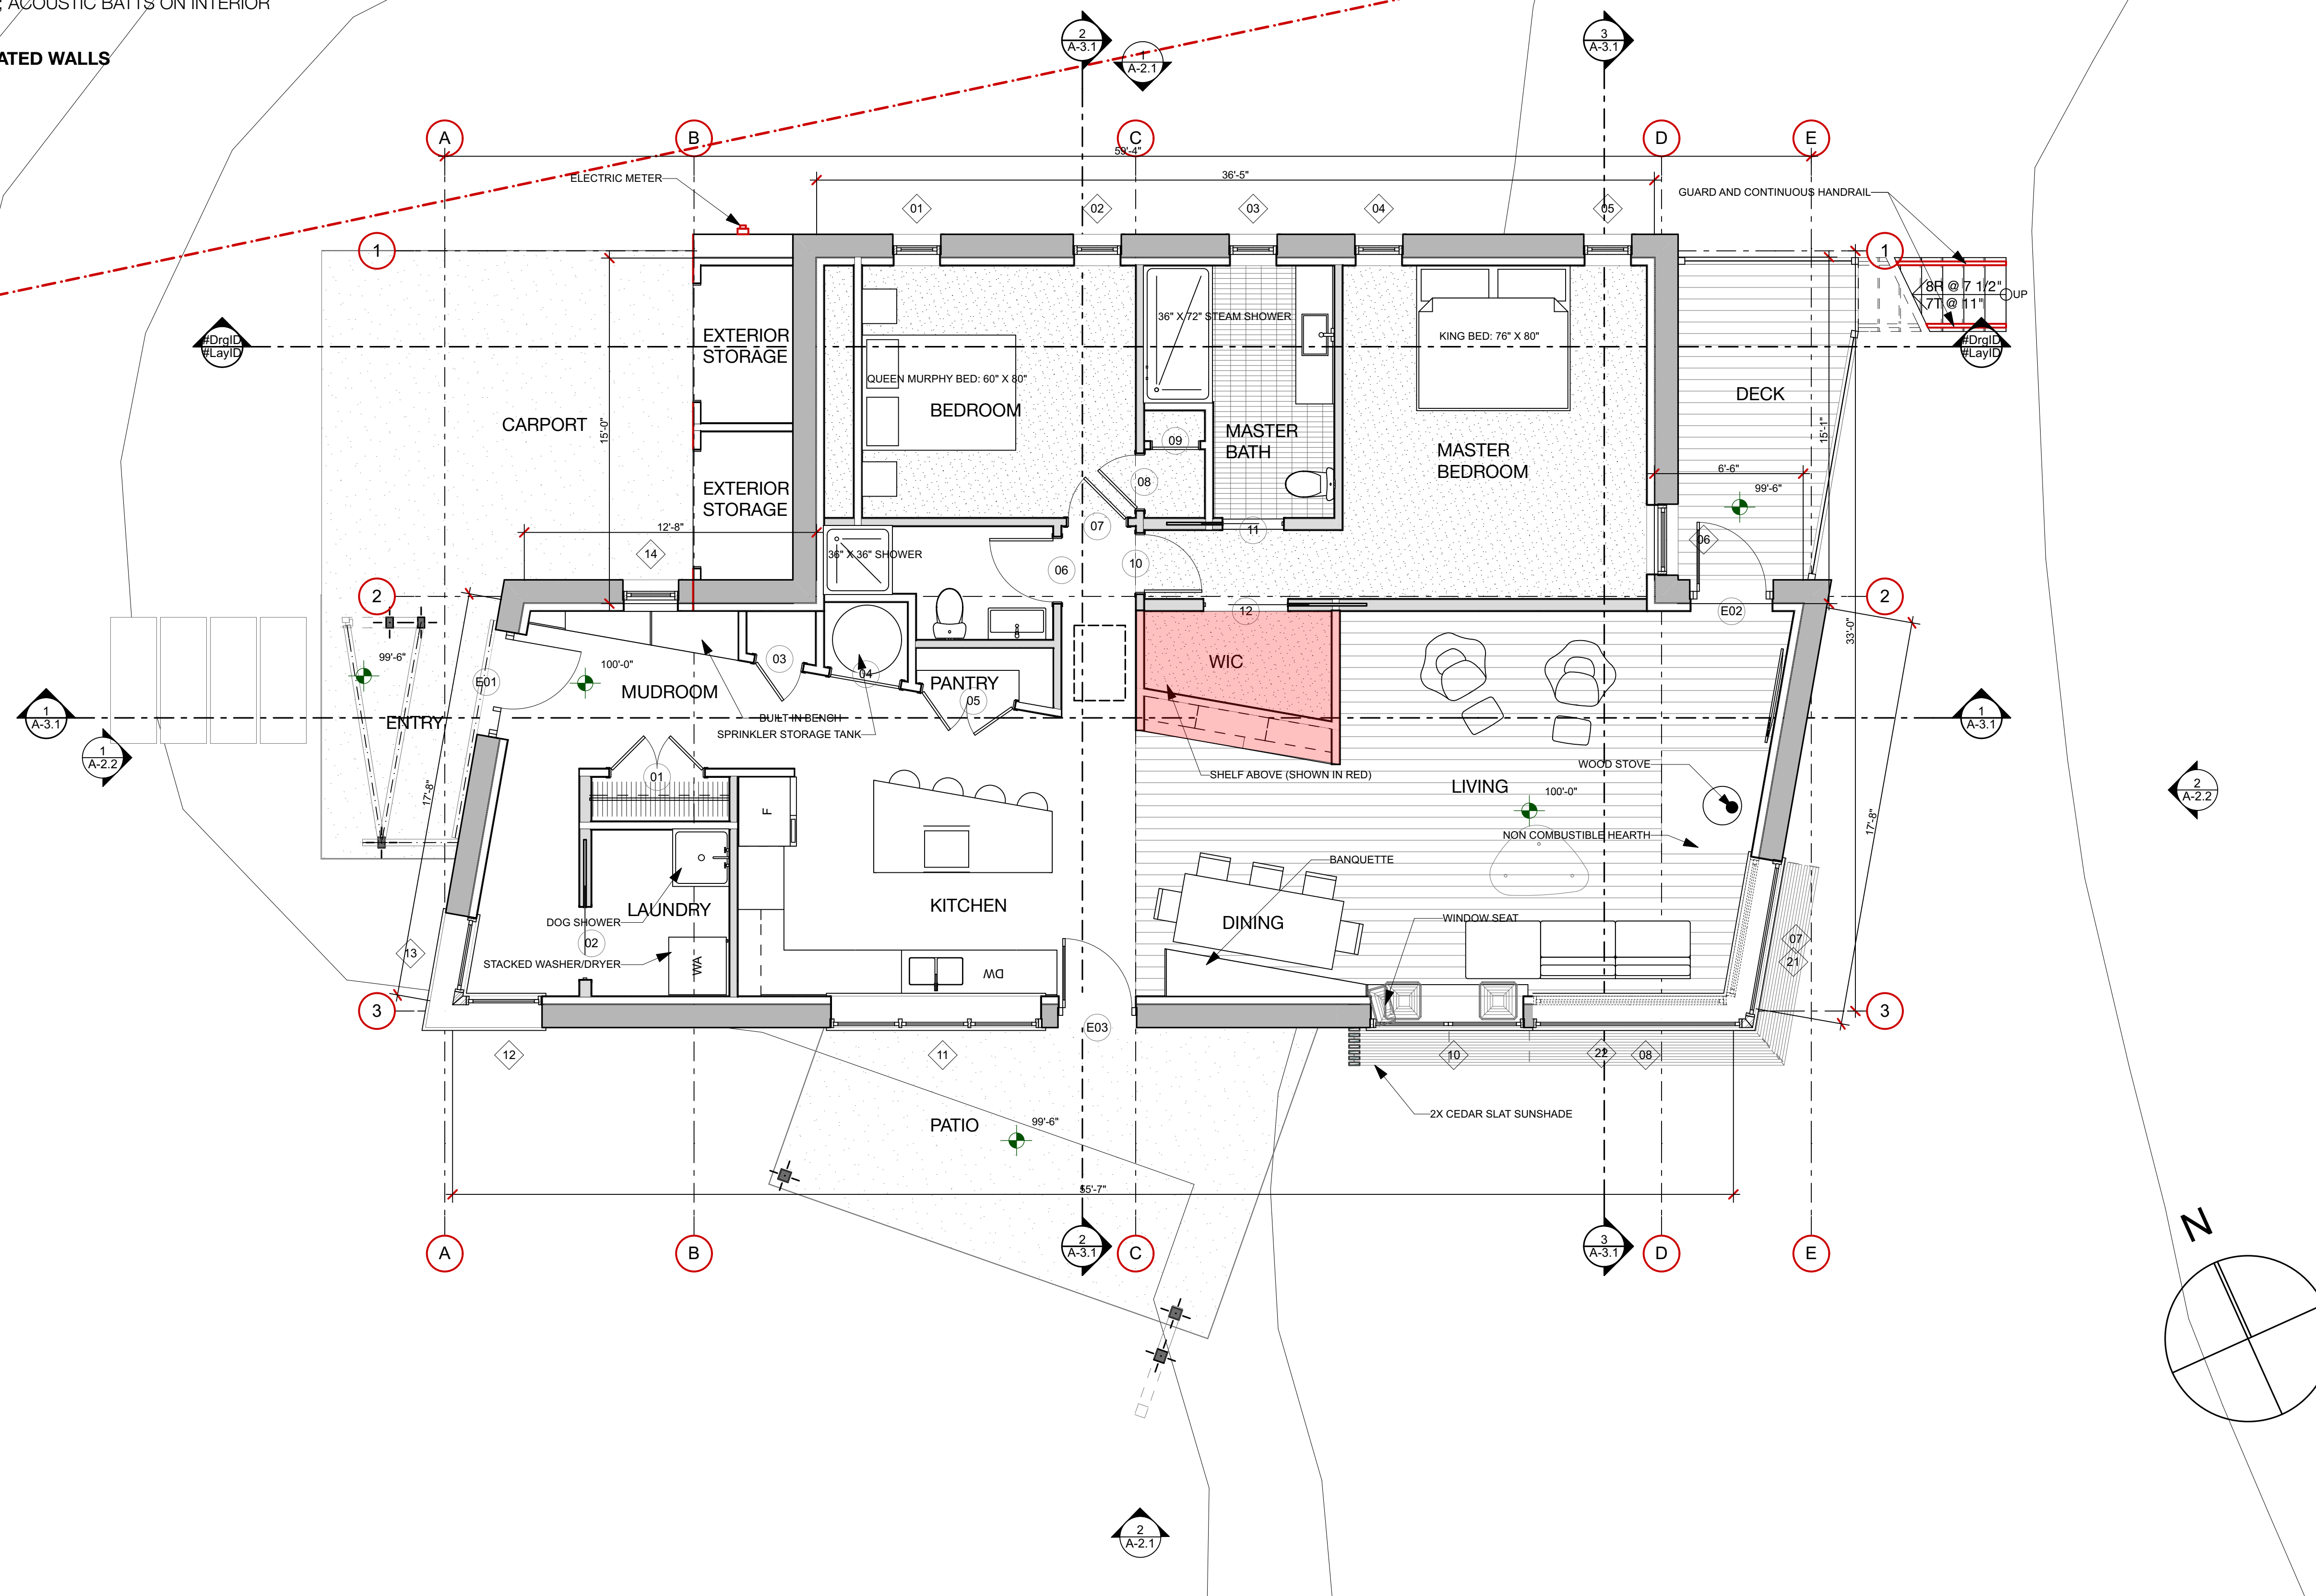 ; ACOUSTIC BATTS ON INTERIOR
ATED WALLS
2
A-3.1
1
A-2.1
3
A-3.1
A
B
C
D
E
59'-4"
36'-5"
ELECTRIC METER
GUARD AND CONTINUOUS HANDRAIL
01
02
03
04
05
1
1
8R @ 7 1/2"
7T @ 11"
UP
#DrgID
#LayID
#DrgID
#LayID
EXTERIOR
STORAGE
36" X 72" STEAM SHOWER
KING BED: 76" X 80"
QUEEN MURPHY BED: 60" X 80"
BEDROOM
CARPORT
15'-0"
DECK
15'-1"
MASTER
BATH
09
MASTER
BEDROOM
6'-6"
99'-6"
EXTERIOR
STORAGE
08
12'-8"
14
36" X 36" SHOWER
07
11
06
10
06
2
2
12
E02
33'-0"
99'-6"
100'-0"
E01
MUDROOM
03
04
PANTRY
05
WIC
1
A-3.1
ENTRY
BUILT-IN BENCH
SPRINKLER STORAGE TANK
1
A-3.1
1
A-2.2
01
SHELF ABOVE (SHOWN IN RED)
WOOD STOVE
LIVING
100'-0"
2
A-2.2
17'-8"
F
17'-8"
NON COMBUSTIBLE HEARTH
BANQUETTE
KITCHEN
LAUNDRY
DOG SHOWER
DINING
WINDOW SEAT
02
13
STACKED WASHER/DRYER
WA
DW
07
21
3
3
E03
12
11
10
22
08
PATIO
99'-6"
2X CEDAR SLAT SUNSHADE
55'-7"
A
B
2
A-3.1
C
3
A-3.1
D
E
N
2
A-2.1